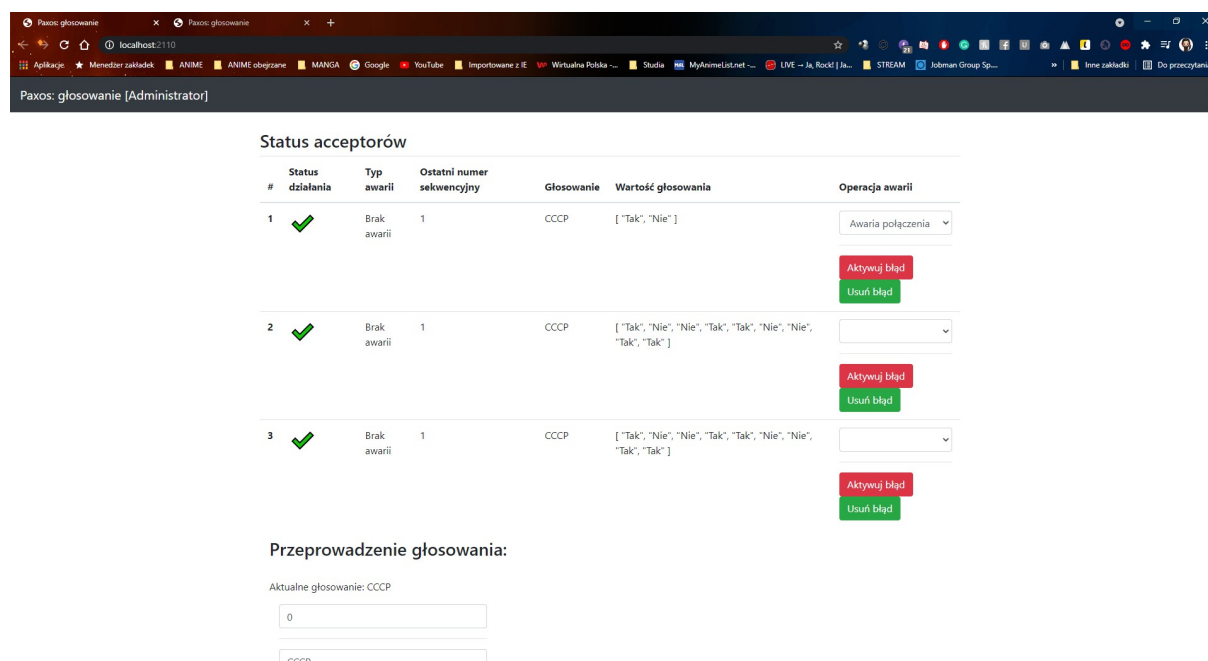 Paxos: głosowanie Paxos: głosowanie
localhost:2110
21
Aplikacje Menedżer zakładek ANIME ANIME obejrzane MANGA Google YouTube Importowane z IE Wirtualna Polska -... Studia MyAnimeList.net -... LIVE → Ja, Rock! | Ja... STREAM Jobman Group Sp.... » Inne zakładki Do przeczytania
Paxos: głosowanie [Administrator]
Status acceptorów
# Status działania Typ awarii Ostatni numer sekwencyjny Głosowanie Wartość głosowania Operacja awarii
1 Brak awarii 1 CCCP [ "Tak", "Nie" ] Awaria połączenia
Aktywuj błąd
Usuń błąd
2 Brak awarii 1 CCCP [ "Tak", "Nie", "Nie", "Tak", "Tak", "Nie", "Nie",
"Tak", "Tak" ]
Aktywuj błąd
Usuń błąd
3 Brak awarii 1 CCCP [ "Tak", "Nie", "Nie", "Tak", "Tak", "Nie", "Nie",
"Tak", "Tak" ]
Aktywuj błąd
Usuń błąd
Przeprowadzenie głosowania:
Aktualne głosowanie: CCCP
0
CCCP